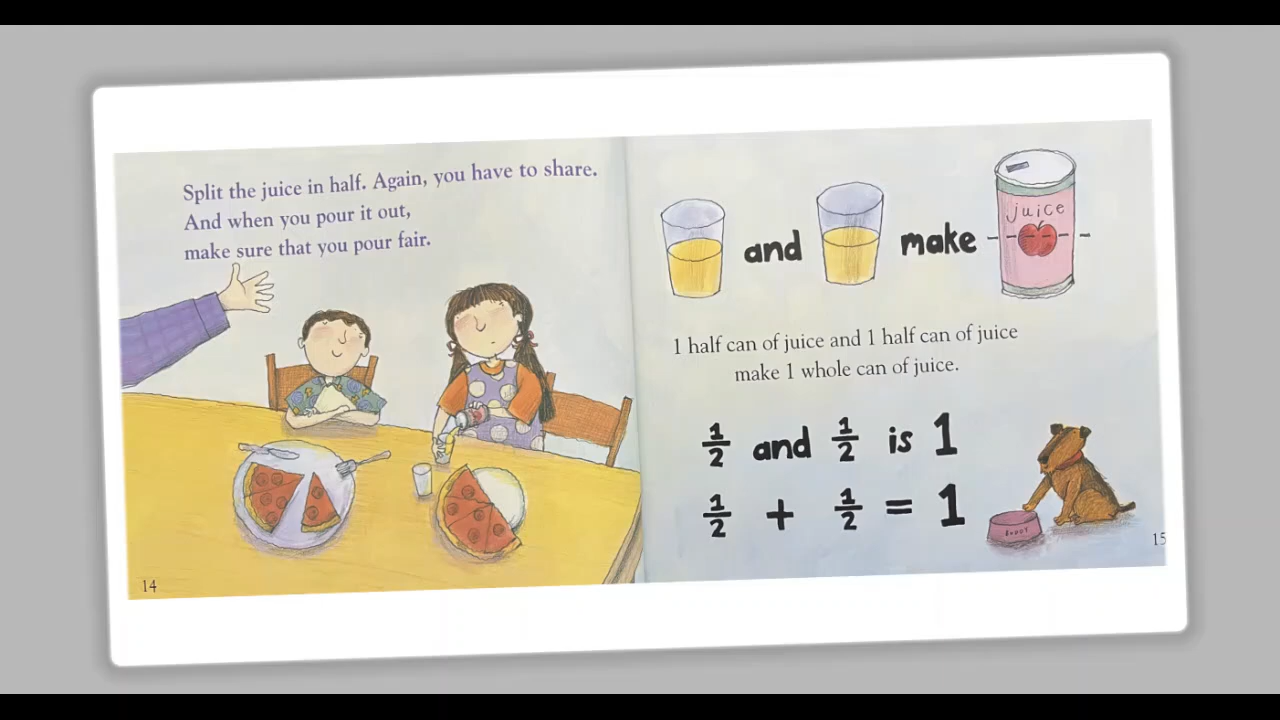 Split the juice in half. Again, you have to share.
And when you pour it out,
make sure that you pour fair.
14
and
make
juice
1 half can of juice and 1 half can of juice
make 1 whole can of juice.
1/2 and 1/2 is 1
1/2 + 1/2 = 1
15